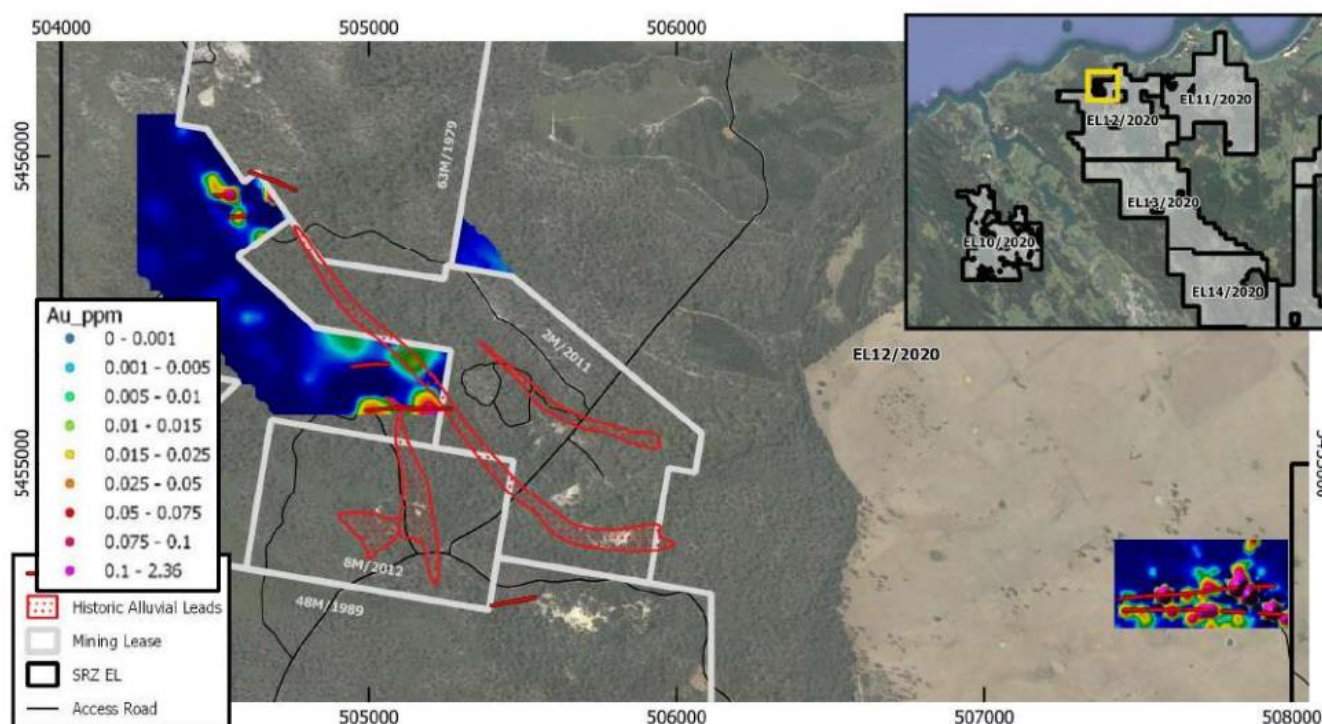 504000
505000
506000
5456000
5455000
63M/1979
2M/2011
8M/2012
48M/1989
EL12/2020
EL11/2020
EL12/2020
EL13/2020
EL10/2020
EL14/2020
Au_ppm
0 - 0.001
0.001 - 0.005
0.005 - 0.01
0.01 - 0.015
0.015 - 0.025
0.025 - 0.05
0.05 - 0.075
0.075 - 0.1
0.1 - 2.36
Historic Alluvial Leads
Mining Lease
SRZ EL
Access Road
505000
506000
507000
508000